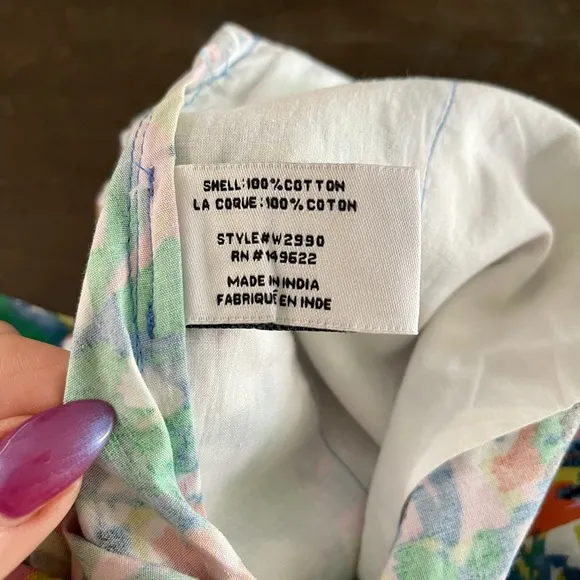 SHELL:100%COTTON
LA COQUE:100%COTON
STYLE#W2990
RN#149622
MADE IN INDIA
FABRIQUÉ EN INDE